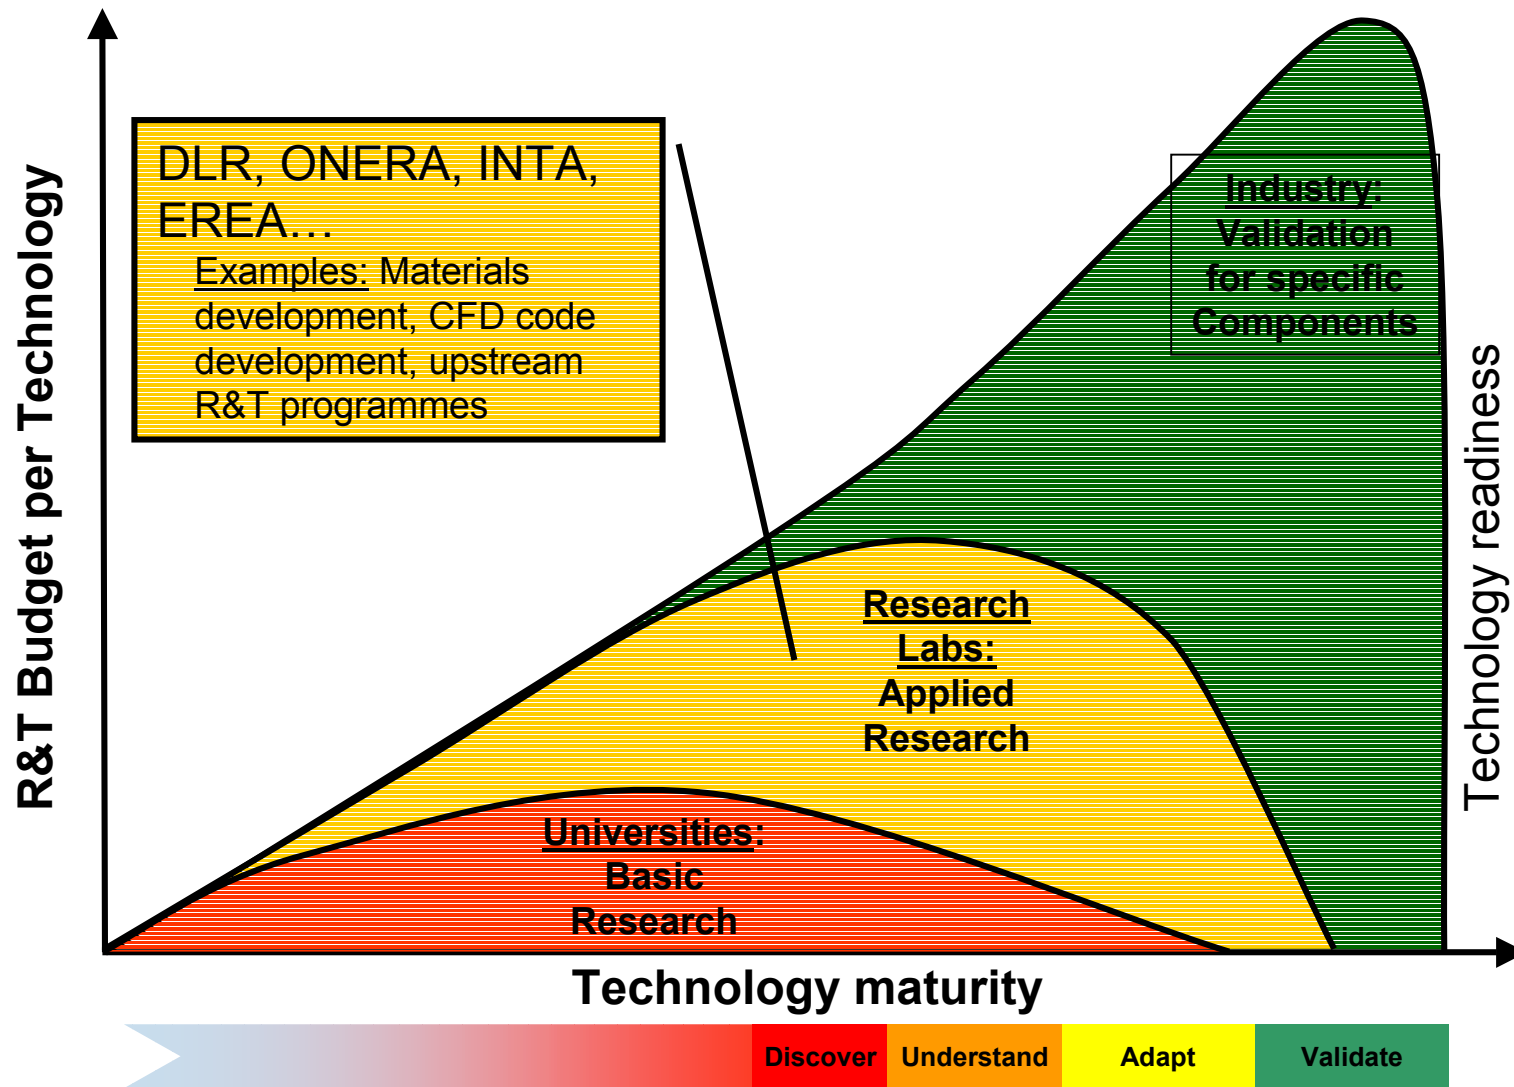 R&T Budget per Technology
DLR, ONERA, INTA,
EREA…
Examples: Materials
development, CFD code
development, upstream
R&T programmes
Industry:
Validation
for specific
Components
Technology readiness
Research
Labs:
Applied
Research
Universities:
Basic
Research
Technology maturity
Discover
Understand
Adapt
Validate